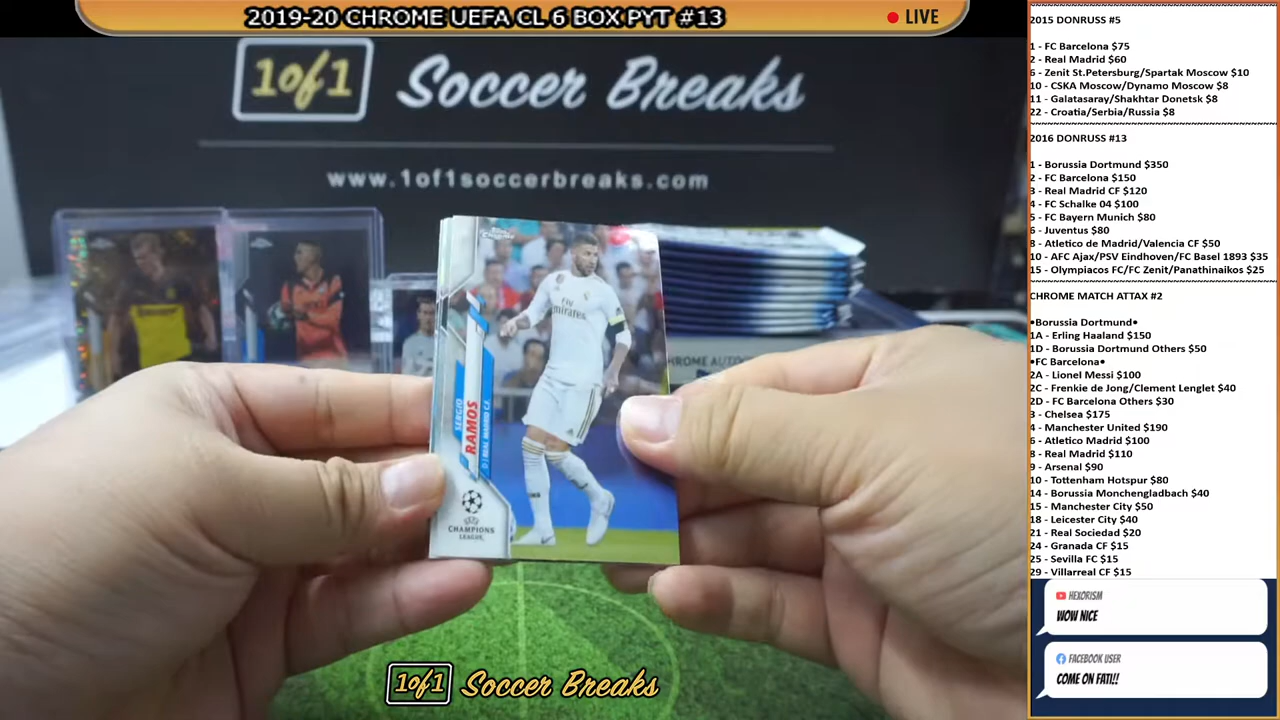 2019-20 CHROME UEFA CL 6 BOX PYT #13
LIVE
1of1 Soccer Breaks
www.1of1soccerbreaks.com
Topps Chrome
Fly Emirates
SERGIO
RAMOS
D | REAL MADRID C.F.
UEFA
CHAMPIONS
LEAGUE
CHROME
1of1 Soccer Breaks
2015 DONRUSS #5
1 - FC Barcelona $75
2 - Real Madrid $60
6 - Zenit St.Petersburg/Spartak Moscow $10
10 - CSKA Moscow/Dynamo Moscow $8
11 - Galatasaray/Shakhtar Donetsk $8
22 - Croatia/Serbia/Russia $8
2016 DONRUSS #13
1 - Borussia Dortmund $350
2 - FC Barcelona $150
3 - Real Madrid CF $120
4 - FC Schalke 04 $100
5 - FC Bayern Munich $80
6 - Juventus $80
8 - Atletico de Madrid/Valencia CF $50
10 - AFC Ajax/PSV Eindhoven/FC Basel 1893 $35
15 - Olympiacos FC/FC Zenit/Panathinaikos $25
CHROME MATCH ATTAX #2
•Borussia Dortmund•
1A - Erling Haaland $150
1D - Borussia Dortmund Others $50
•FC Barcelona•
2A - Lionel Messi $100
2C - Frenkie de Jong/Clement Lenglet $40
2D - FC Barcelona Others $30
3 - Chelsea $175
4 - Manchester United $190
6 - Atletico Madrid $100
8 - Real Madrid $110
9 - Arsenal $90
10 - Tottenham Hotspur $80
14 - Borussia Monchengladbach $40
15 - Manchester City $50
18 - Leicester City $40
21 - Real Sociedad $20
24 - Granada CF $15
25 - Sevilla FC $15
29 - Villarreal CF $15
HEXORISM
WOW NICE
FACEBOOK USER
COME ON FATI!!